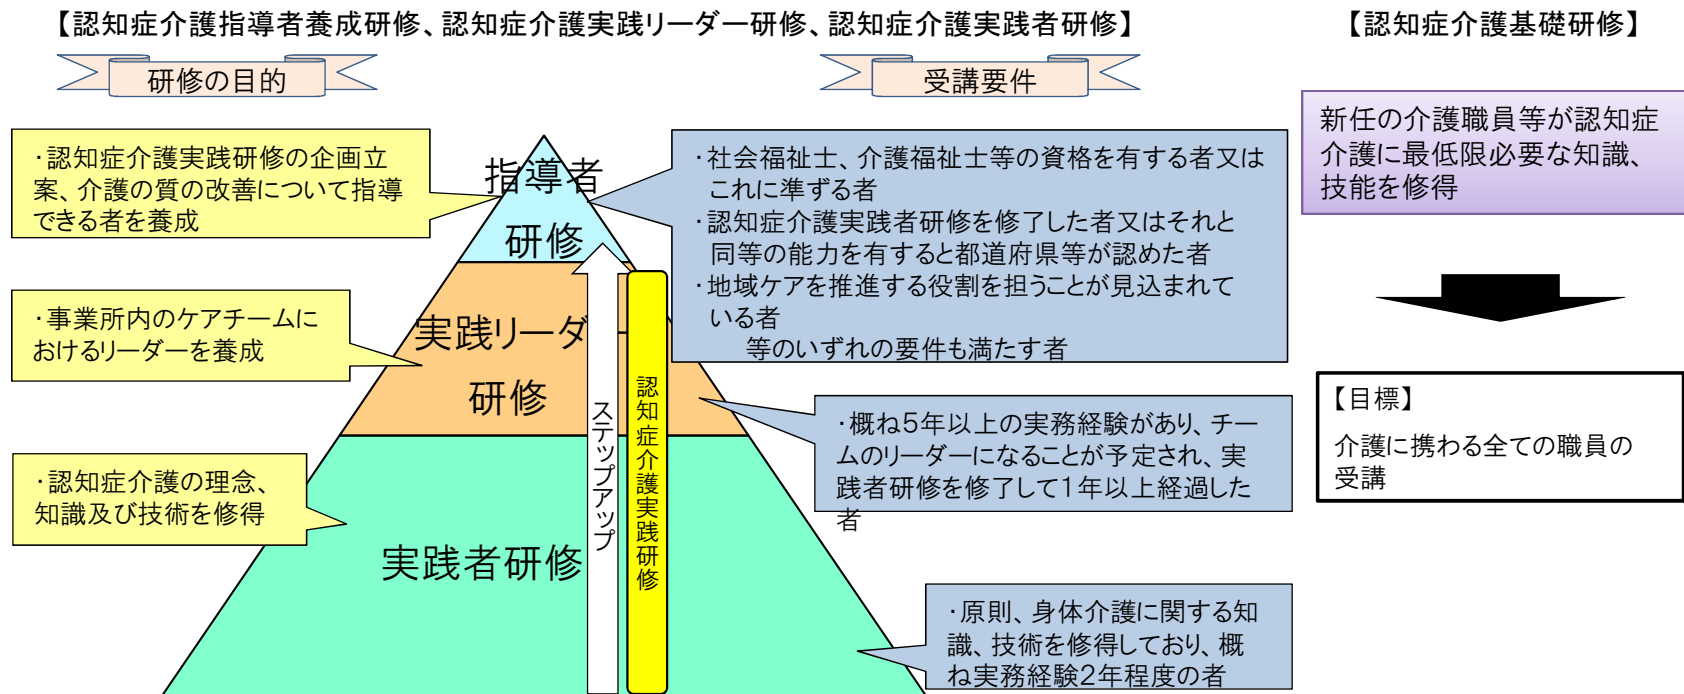 【認知症介護指導者養成研修、認知症介護実践リーダー研修、認知症介護実践者研修】
【認知症介護基礎研修】
研修の目的
受講要件
・認知症介護実践研修の企画立
案、介護の質の改善について指導
できる者を養成
・事業所内のケアチームに
おけるリーダーを養成
・認知症介護の理念、
知識及び技術を修得
指導者
研修
実践リーダー
研修
実践者研修
ステップアップ
認知症介護実践研修
・社会福祉士、介護福祉士等の資格を有する者又は
これに準ずる者
・認知症介護実践者研修を修了した者又はそれと
同等の能力を有すると都道府県等が認めた者
・地域ケアを推進する役割を担うことが見込まれて
いる者
等のいずれの要件も満たす者
・概ね5年以上の実務経験があり、チー
ムのリーダーになることが予定され、実
践者研修を修了して1年以上経過した
者
・原則、身体介護に関する知
識、技術を修得しており、概
ね実務経験2年程度の者
新任の介護職員等が認知症
介護に最低限必要な知識、
技能を修得
【目標】
介護に携わる全ての職員の
受講